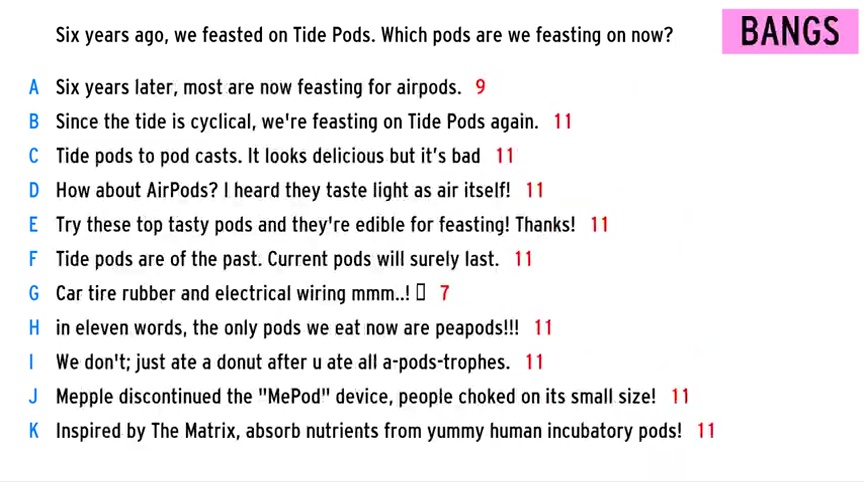 Six years ago, we feasted on Tide Pods. Which pods are we feasting on now?
BANGS
A Six years later, most are now feasting for airpods. 9
B Since the tide is cyclical, we're feasting on Tide Pods again. 11
C Tide pods to pod casts. It looks delicious but it’s bad 11
D How about AirPods? I heard they taste light as air itself! 11
E Try these top tasty pods and they're edible for feasting! Thanks! 11
F Tide pods are of the past. Current pods will surely last. 11
G Car tire rubber and electrical wiring mmm..! ▯ 7
H in eleven words, the only pods we eat now are peapods!!! 11
I We don't; just ate a donut after u ate all a-pods-trophes. 11
J Mepple discontinued the "MePod" device, people choked on its small size! 11
K Inspired by The Matrix, absorb nutrients from yummy human incubatory pods! 11